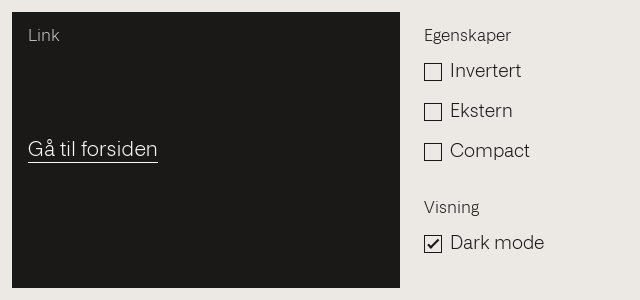 Link
Gå til forsiden
Egenskaper
Invertert
Ekstern
Compact
Visning
Dark mode